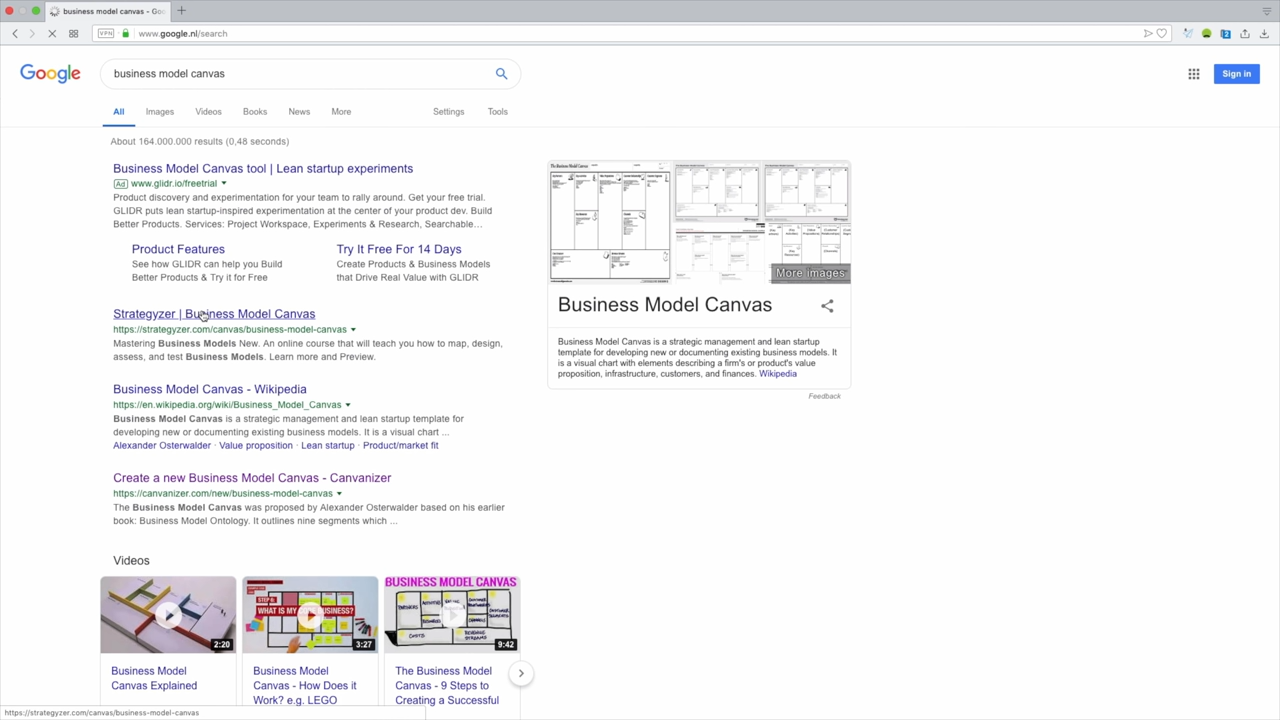 business model canvas - Goo
VPN www.google.nl/search
Google
business model canvas
Sign in
All Images Videos Books News More Settings Tools
About 164.000.000 results (0,48 seconds)
Business Model Canvas tool | Lean startup experiments
Ad www.glidr.io/freetrial
Product discovery and experimentation for your team to rally around. Get your free trial.
GLIDR puts lean startup-inspired experimentation at the center of your product dev. Build
Better Products. Services: Project Workspace, Experiments & Research, Searchable...
Product Features
See how GLIDR can help you Build
Better Products & Try it for Free
Try It Free For 14 Days
Create Products & Business Models
that Drive Real Value with GLIDR
Strategyzer | Business Model Canvas
https://strategyzer.com/canvas/business-model-canvas
Mastering Business Models New. An online course that will teach you how to map, design,
assess, and test Business Models. Learn more and Preview.
Business Model Canvas - Wikipedia
https://en.wikipedia.org/wiki/Business_Model_Canvas
Business Model Canvas is a strategic management and lean startup template for
developing new or documenting existing business models. It is a visual chart ...
Alexander Osterwalder · Value proposition · Lean startup · Product/market fit
Create a new Business Model Canvas - Canvanizer
https://canvanizer.com/new/business-model-canvas
The Business Model Canvas was proposed by Alexander Osterwalder based on his earlier
book: Business Model Ontology. It outlines nine segments which ...
Videos
2:20
Business Model
Canvas Explained
STEP 6:
WHAT IS MY BUSINESS?
3:27
Business Model
Canvas - How Does it
Work? e.g. LEGO
BUSINESS MODEL CANVAS
9:42
The Business Model
Canvas - 9 Steps to
Creating a Successful
More images
Business Model Canvas
Business Model Canvas is a strategic management and lean startup
template for developing new or documenting existing business models. It
is a visual chart with elements describing a firm's or product's value
proposition, infrastructure, customers, and finances. Wikipedia
Feedback
https://strategyzer.com/canvas/business-model-canvas